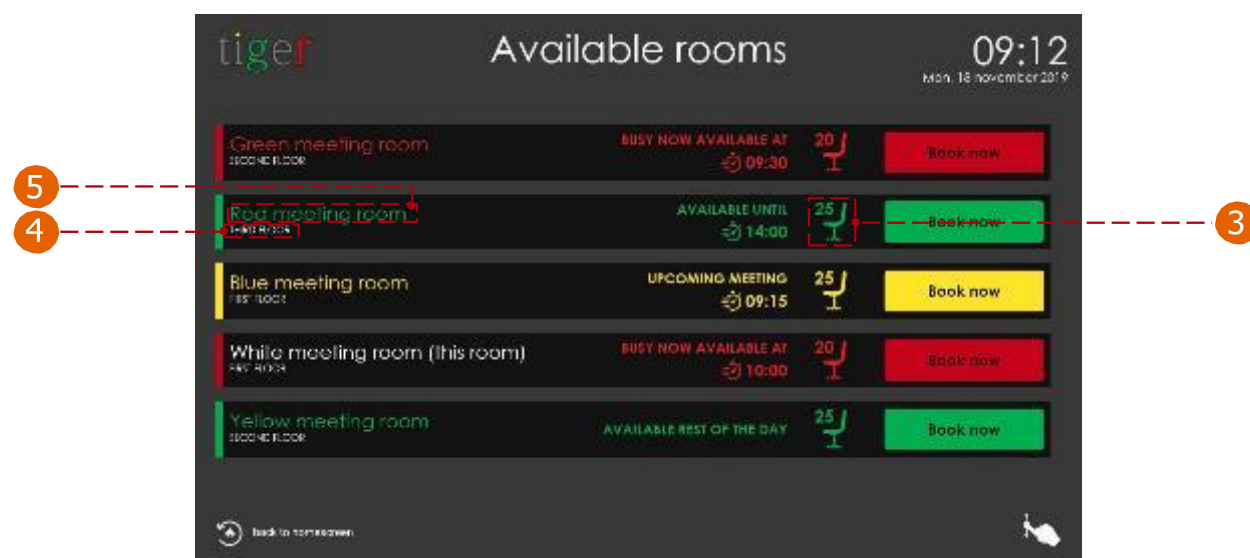 tiger
Available rooms
09:12
Mon, 18 november 2019
Green meeting room
SECOND FLOOR
BUSY NOW AVAILABLE AT
09:30
20
Book now
5
Red meeting room
4
THIRD FLOOR
AVAILABLE UNTIL
14:00
25
Book now
3
Blue meeting room
FIRST FLOOR
UPCOMING MEETING
09:15
25
Book now
White meeting room (this room)
FIRST FLOOR
BUSY NOW AVAILABLE AT
10:00
20
Book now
Yellow meeting room
SECOND FLOOR
AVAILABLE REST OF THE DAY
25
Book now
back to homescreen